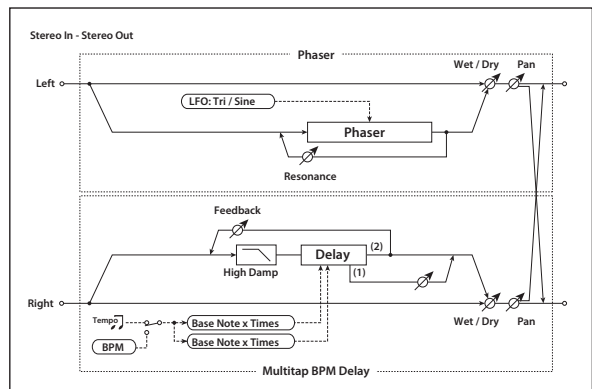 Stereo In - Stereo Out
Phaser
Wet / Dry
Pan
Left
LFO: Tri / Sine
Phaser
Resonance
Feedback
High Damp
Delay
(2)
(1)
Right
Tempo
BPM
Base Note x Times
Base Note x Times
Wet / Dry
Pan
Multitap BPM Delay